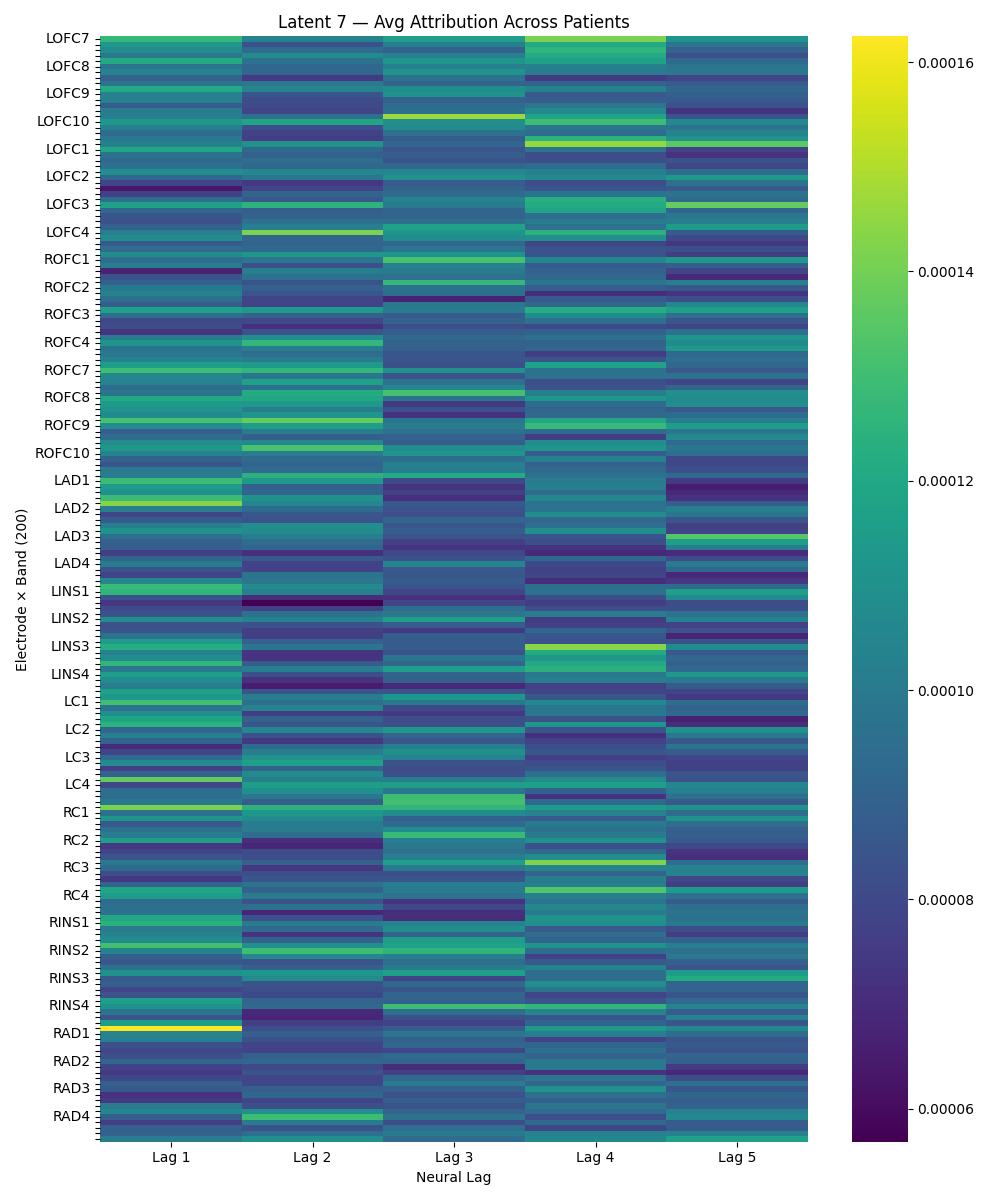 Latent 7 — Avg Attribution Across Patients
LOFC7
LOFC8
LOFC9
LOFC10
LOFC1
LOFC2
LOFC3
LOFC4
ROFC1
ROFC2
ROFC3
ROFC4
ROFC7
ROFC8
ROFC9
ROFC10
LAD1
LAD2
LAD3
LAD4
LINS1
LINS2
LINS3
LINS4
LC1
LC2
LC3
LC4
RC1
RC2
RC3
RC4
RINS1
RINS2
RINS3
RINS4
RAD1
RAD2
RAD3
RAD4
Electrode × Band (200)
Lag 1
Lag 2
Lag 3
Lag 4
Lag 5
Neural Lag
0.00016
0.00014
0.00012
0.00010
0.00008
0.00006